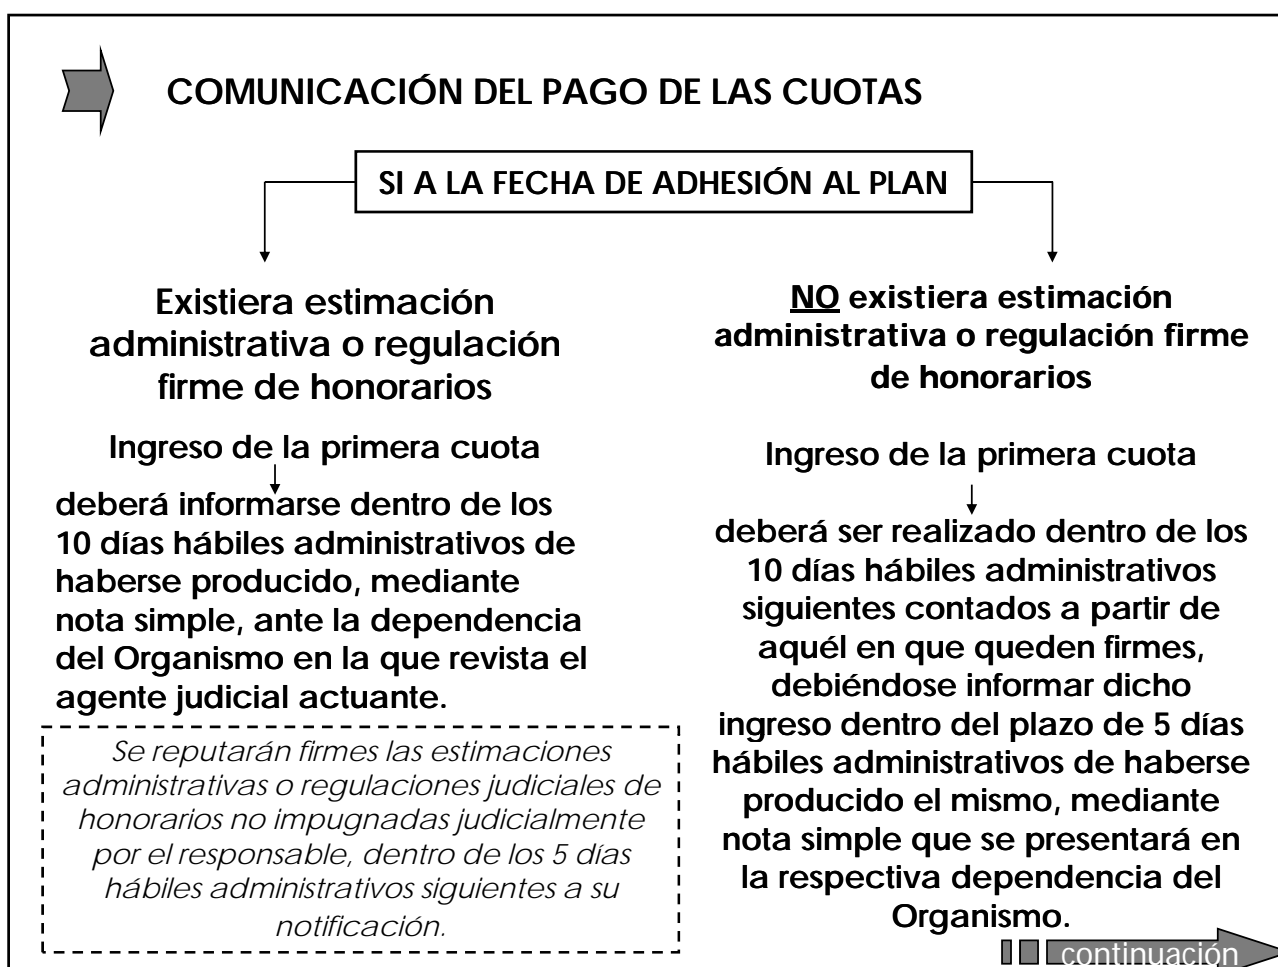 COMUNICACIÓN DEL PAGO DE LAS CUOTAS
SI A LA FECHA DE ADHESIÓN AL PLAN
Existiera estimación
administrativa o regulación
firme de honorarios
Ingreso de la primera cuota
deberá informarse dentro de los
10 días hábiles administrativos de
haberse producido, mediante
nota simple, ante la dependencia
del Organismo en la que revista el
agente judicial actuante.
Se reputarán firmes las estimaciones
administrativas o regulaciones judiciales de
honorarios no impugnadas judicialmente
por el responsable, dentro de los 5 días
hábiles administrativos siguientes a su
notificación.
NO existiera estimación
administrativa o regulación firme
de honorarios
Ingreso de la primera cuota
deberá ser realizado dentro de los
10 días hábiles administrativos
siguientes contados a partir de
aquél en que queden firmes,
debiéndose informar dicho
ingreso dentro del plazo de 5 días
hábiles administrativos de haberse
producido el mismo, mediante
nota simple que se presentará en
la respectiva dependencia del
Organismo.
continuación